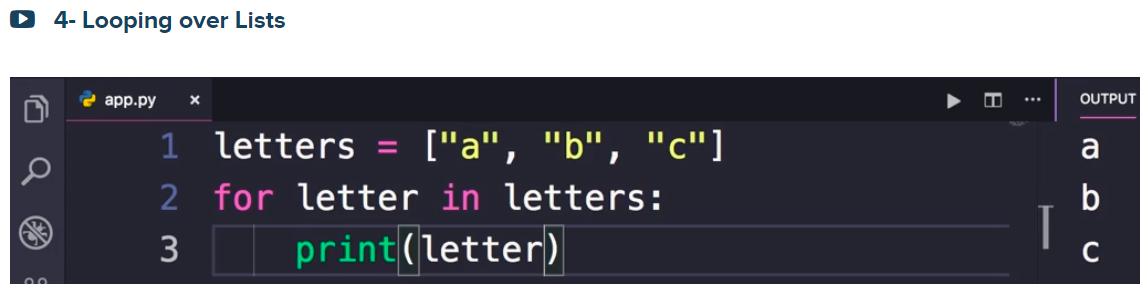 4- Looping over Lists
app.py × ... OUTPUT
1 letters = ["a", "b", "c"]
2 for letter in letters:
3 print(letter)
a
b
c